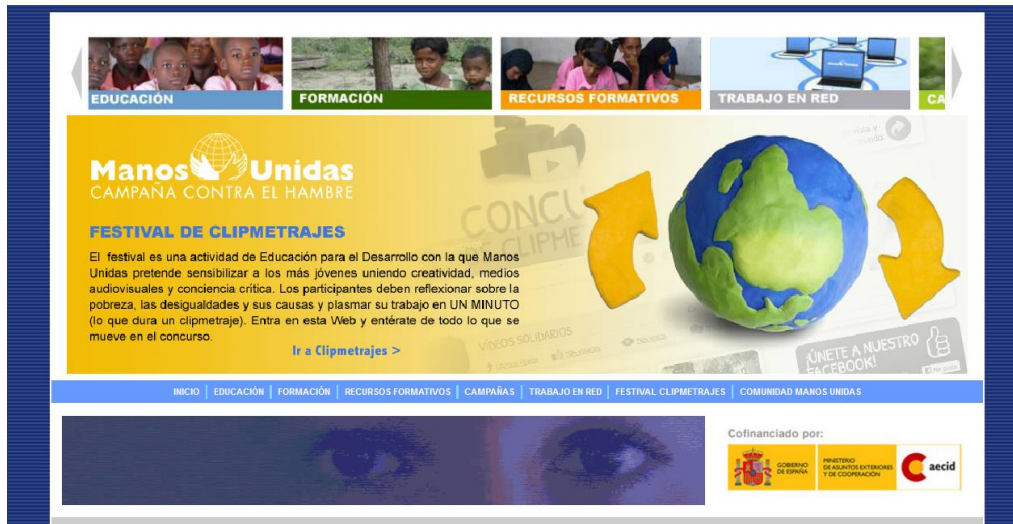 EDUCACIÓN
FORMACIÓN
RECURSOS FORMATIVOS
TRABAJO EN RED
CA
Manos Unidas
CAMPAÑA CONTRA EL HAMBRE
FESTIVAL DE CLIPMETRAJES
El festival es una actividad de Educación para el Desarrollo con la que Manos
Unidas pretende sensibilizar a los más jóvenes uniendo creatividad, medios
audiovisuales y conciencia crítica. Los participantes deben reflexionar sobre la
pobreza, las desigualdades y sus causas y plasmar su trabajo en UN MINUTO
(lo que dura un clipmetraje). Entra en esta Web y entérate de todo lo que se
mueve en el concurso.
Ir a Clipmetrajes >
CONCU
DE CLIPME
VÍDEOS SOLIDARIOS
¡ÚNETE A NUESTRO
FACEBOOK!
INICIO | EDUCACIÓN | FORMACIÓN | RECURSOS FORMATIVOS | CAMPAÑAS | TRABAJO EN RED | FESTIVAL CLIPMETRAJES | COMUNIDAD MANOS UNIDAS
Cofinanciado por:
GOBIERNO
DE ESPAÑA
MINISTERIO
DE ASUNTOS EXTERIORES
Y DE COOPERACIÓN
aecid